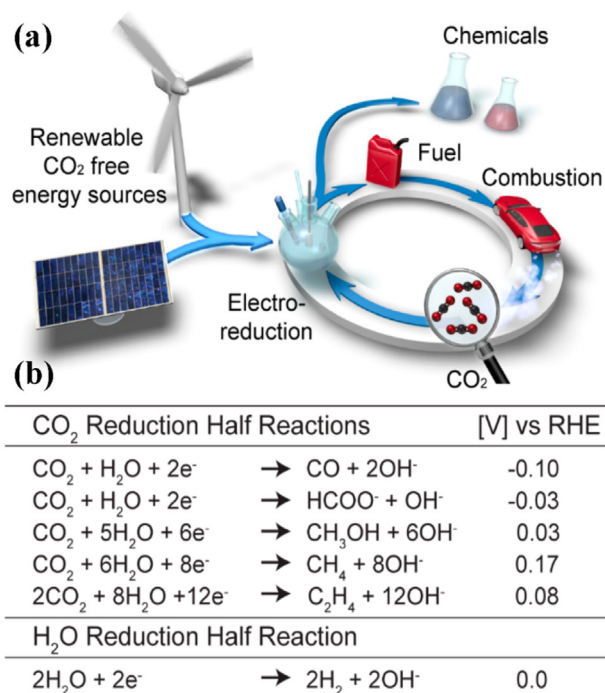 (a)
Chemicals
Renewable
CO₂ free
energy sources
Fuel
Combustion
Electro-
reduction
CO₂
(b)
CO₂ Reduction Half Reactions [V] vs RHE
CO₂ + H₂O + 2e⁻ → CO + 2OH⁻ -0.10
CO₂ + H₂O + 2e⁻ → HCOO⁻ + OH⁻ -0.03
CO₂ + 5H₂O + 6e⁻ → CH₃OH + 6OH⁻ 0.03
CO₂ + 6H₂O + 8e⁻ → CH₄ + 8OH⁻ 0.17
2CO₂ + 8H₂O +12e⁻ → C₂H₄ + 12OH⁻ 0.08
H₂O Reduction Half Reaction
2H₂O + 2e⁻ → 2H₂ + 2OH⁻ 0.0